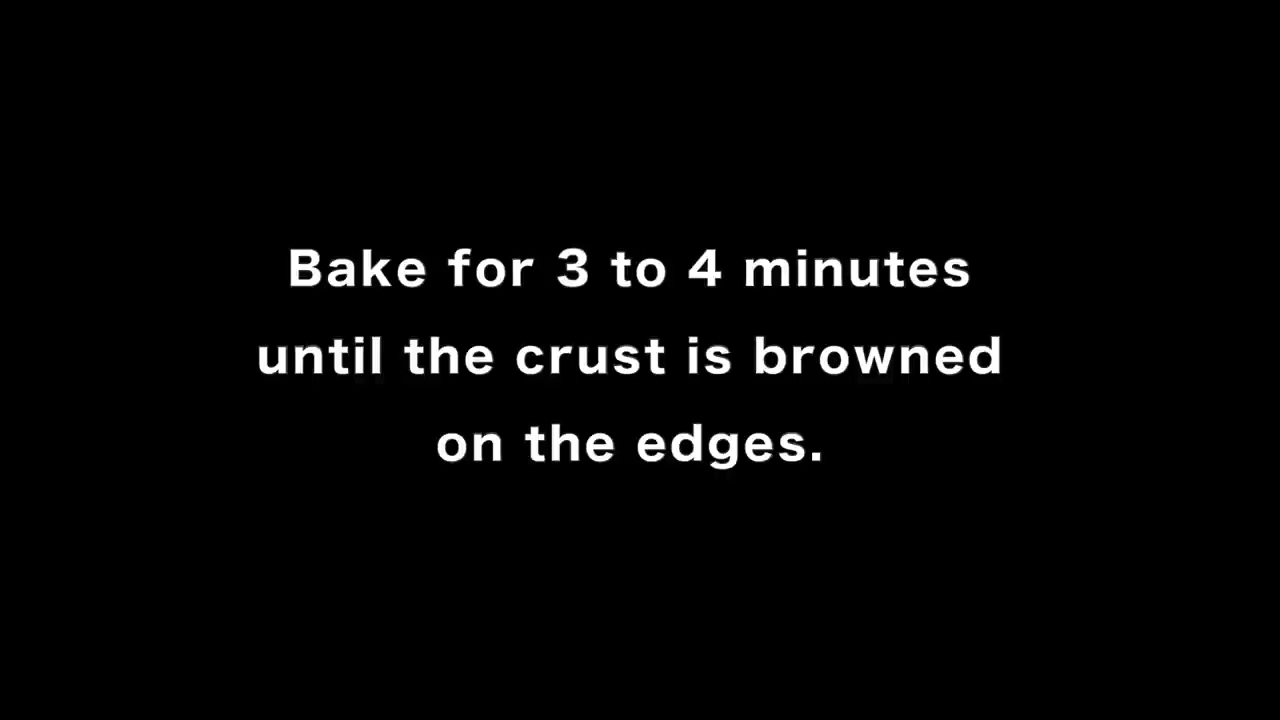 Bake for 3 to 4 minutes
until the crust is browned
on the edges.